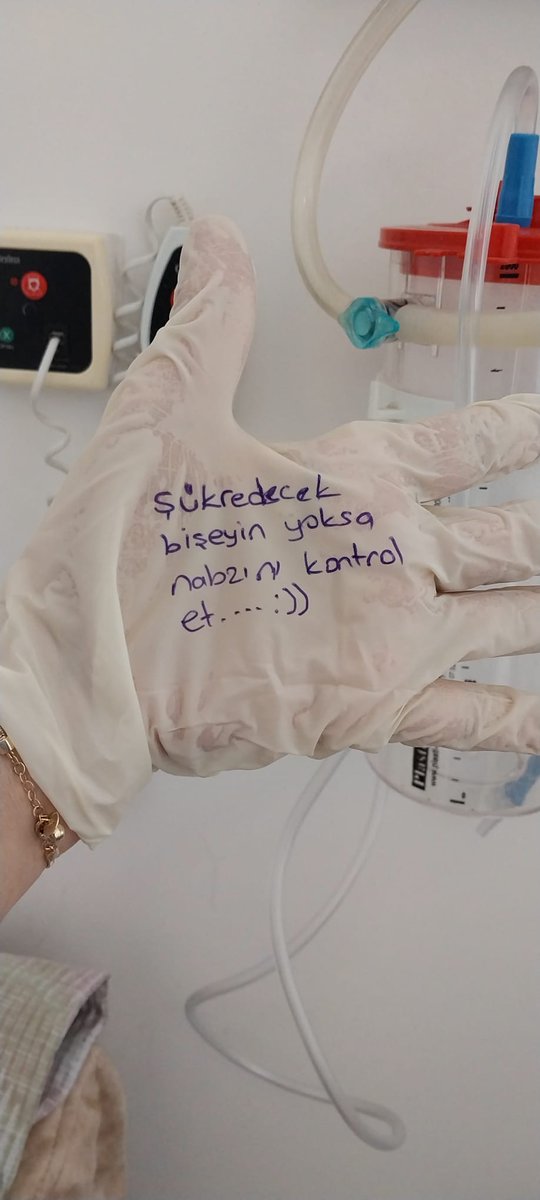 Şükredecek
bişeyin yoksa
nabzını kontrol
et.... :))